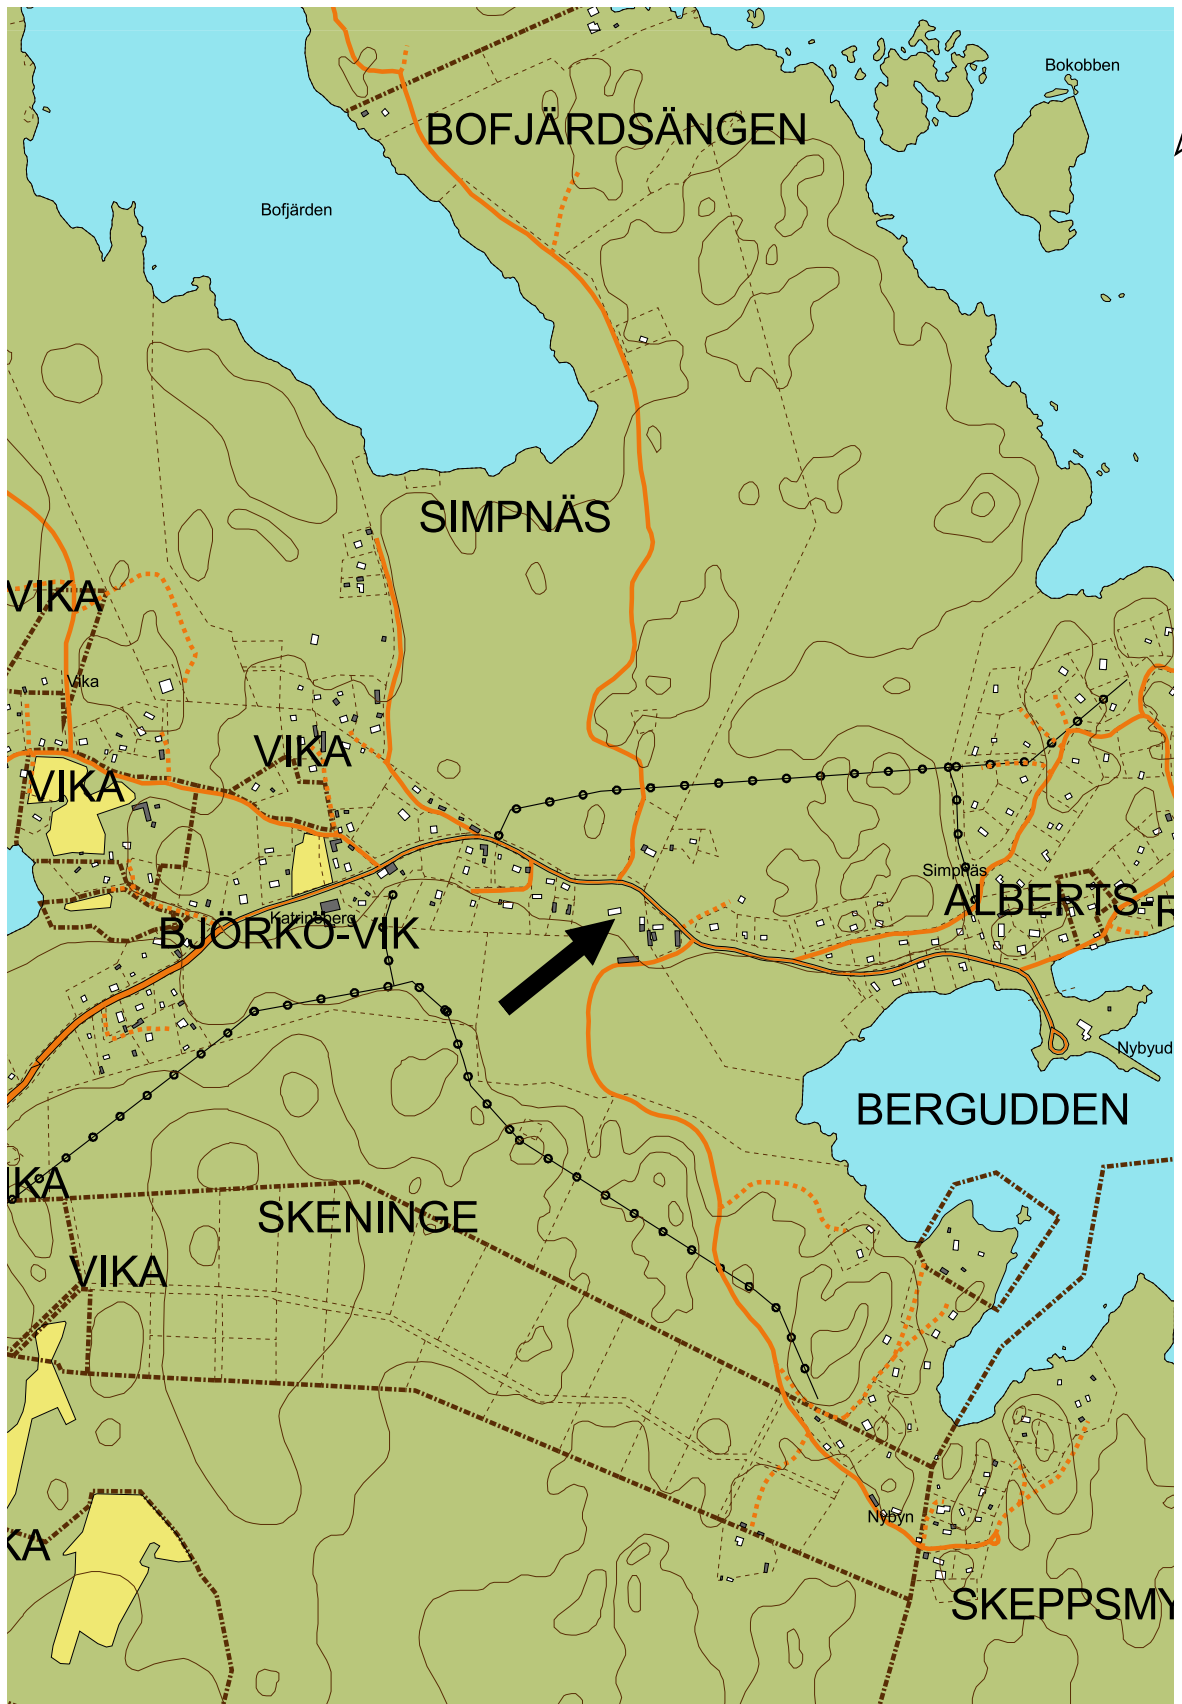 Bokobben
BOFJÄRDSÄNGEN
Bofjärden
SIMPNÄS
VIKA
Vika
VIKA
VIKA
Simpnäs
ALBERTS-R
Katrinsberg
BJÖRKÖ-VIK
Nybyud
BERGUDDEN
KA
SKENINGE
VIKA
Nybyn
KA
SKEPPSMY